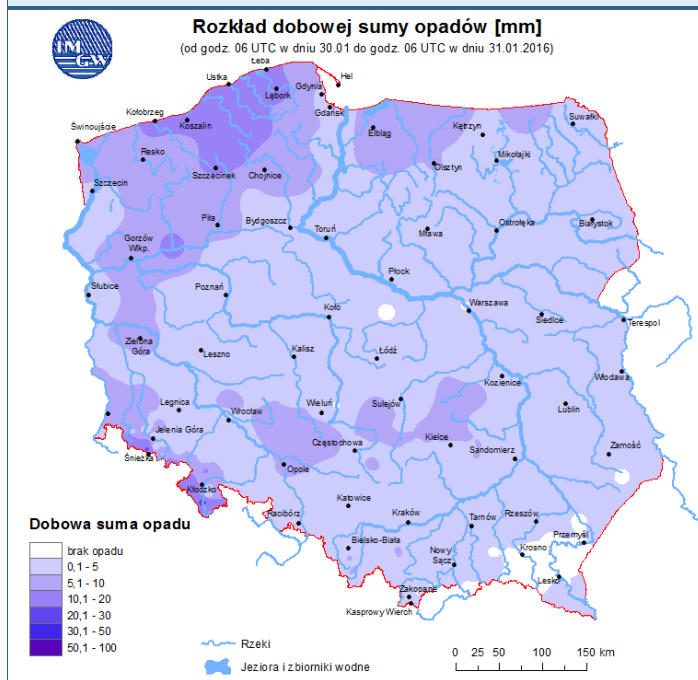 Rozkład dobowej sumy opadów [mm]
(od godz. 06 UTC w dniu 30.01 do godz. 06 UTC w dniu 31.01.2016)
IM
GW
Łeba
Ustka
Hel
Gdynia
Lębork
Kołobrzeg
Gdańsk
Koszalin
Świnoujście
Elbląg
Kętrzyn
Suwałki
Resko
Mikołajki
Szczecinek
Chojnice
Olsztyn
Szczecin
Piła
Bydgoszcz
Toruń
Mława
Ostrołęka
Białystok
Gorzów
Wlkp.
Płock
Słubice
Poznań
Koło
Warszawa
Siedlce
Terespol
Zielona
Góra
Leszno
Kalisz
Łódź
Kozienice
Włodawa
Legnica
Wrocław
Wieluń
Sulejów
Lublin
Jelenia Góra
Częstochowa
Kielce
Sandomierz
Zamość
Śnieżka
Opole
Kłodzko
Katowice
Racibórz
Kraków
Tarnów
Rzeszów
Przemyśl
Bielsko-Biała
Nowy
Sącz
Krosno
Lesko
Zakopane
Kasprowy Wierch
Dobowa suma opadu
brak opadu
0,1 - 5
5,1 - 10
10,1 - 20
20,1 - 30
30,1 - 50
50,1 - 100
Rzeki
Jeziora i zbiorniki wodne
0 25 50 100 150 km